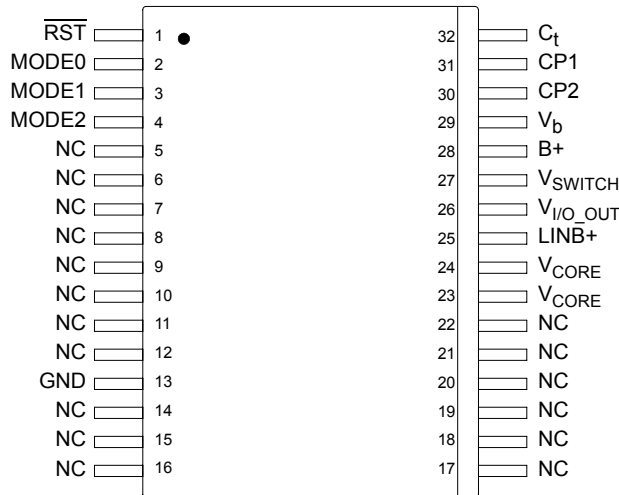 RST 1 32 Ct
MODE0 2 31 CP1
MODE1 3 30 CP2
MODE2 4 29 Vb
NC 5 28 B+
NC 6 27 VSWITCH
NC 7 26 VI/O_OUT
NC 8 25 LINB+
NC 9 24 VCORE
NC 10 23 VCORE
NC 11 22 NC
NC 12 21 NC
GND 13 20 NC
NC 14 19 NC
NC 15 18 NC
NC 16 17 NC